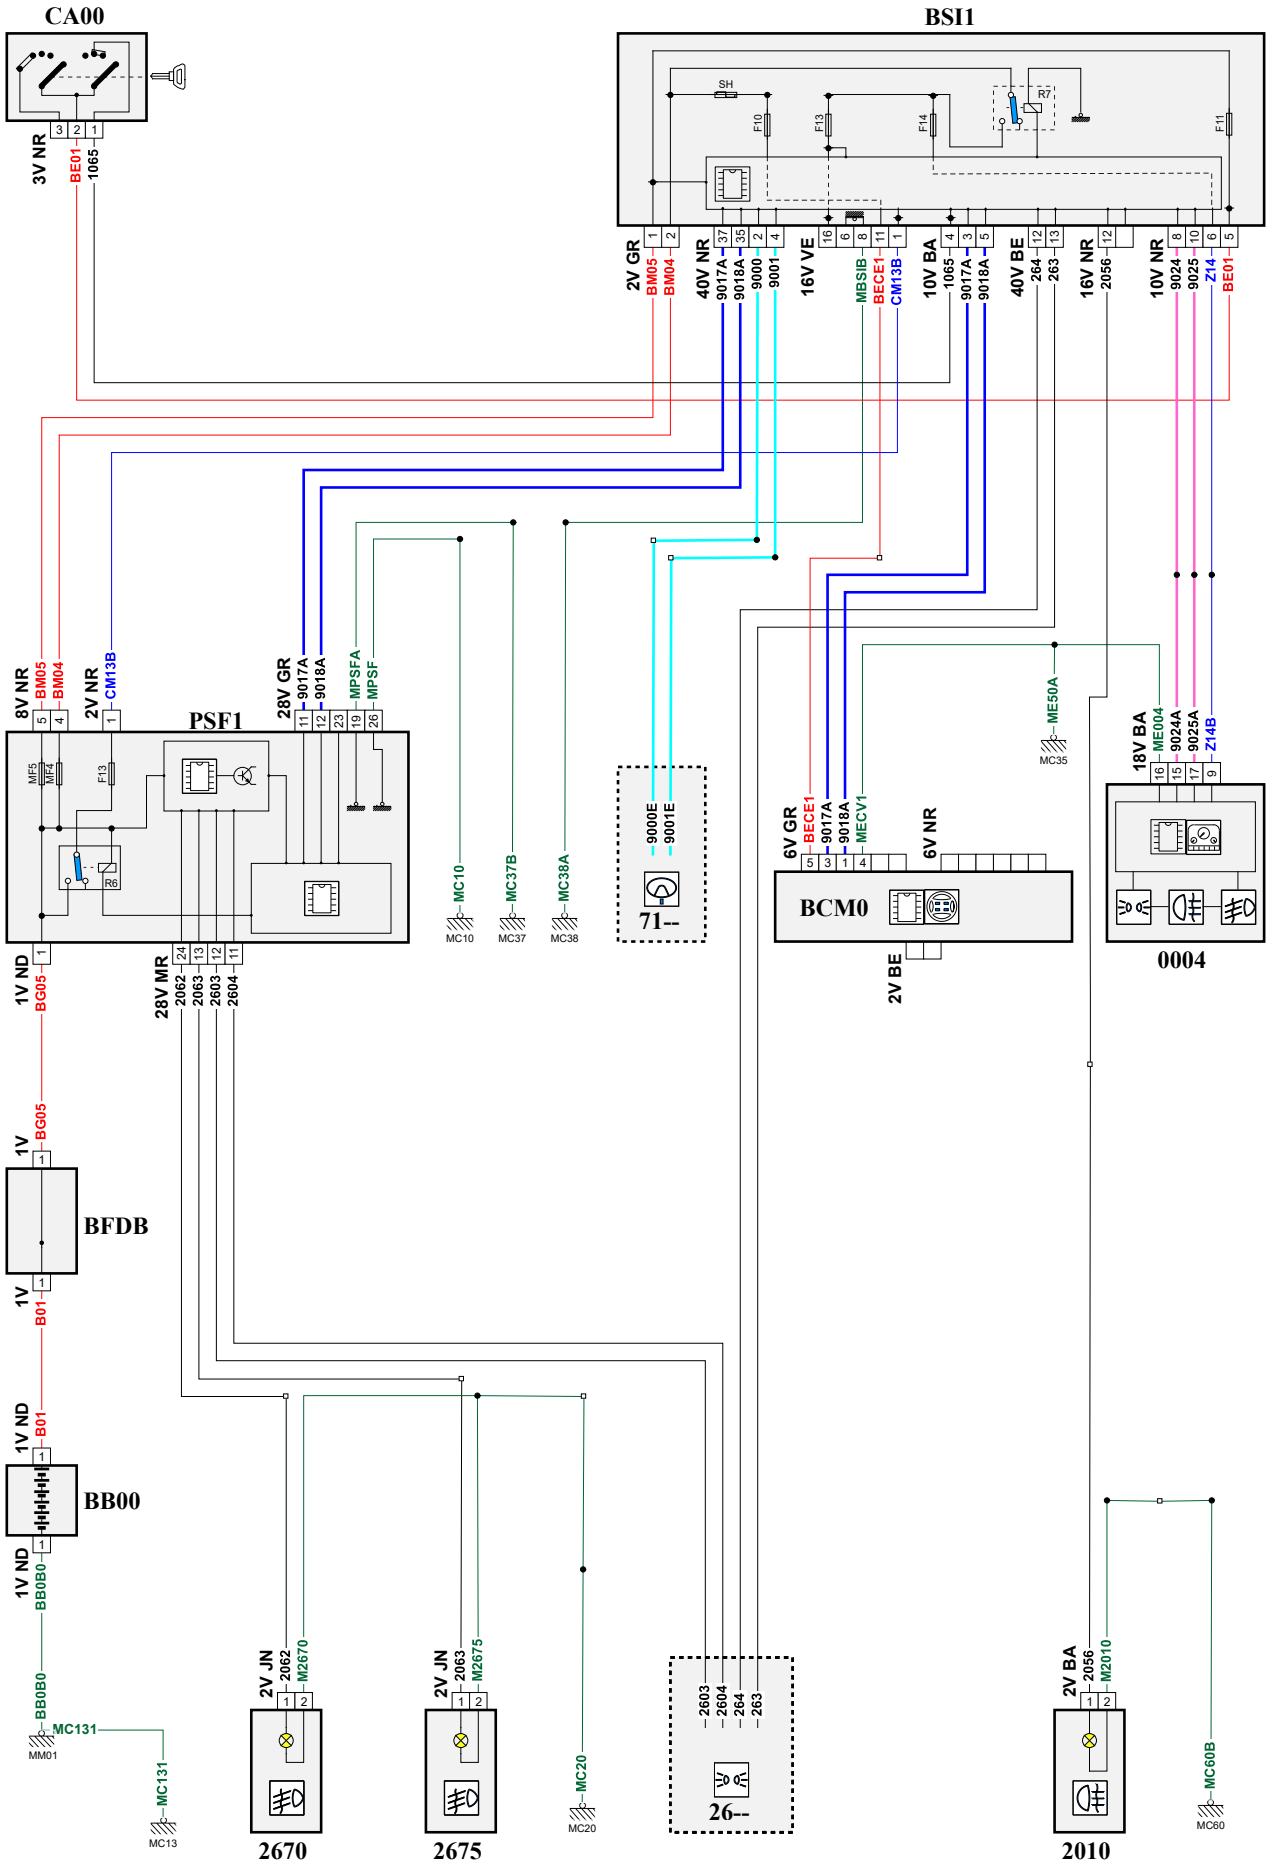 CA00
BSI1
3
2
1
3V NR
BE01
1065
SH
F10
F13
F14
R7
F11
1
2
37
35
2
4
16
6
8
11
1
4
3
5
12
13
12
8
10
6
5
2V GR
BM05
BM04
40V NR
9017A
9018A
9000
9001
16V VE
MBSIB
BECE1
CM13B
10V BA
1065
9017A
9018A
40V BE
264
263
16V NR
2056
10V NR
9024
9025
Z14
BE01
8V NR
BM05
BM04
2V NR
CM13B
28V GR
9017A
9018A
MPSFA
MPSF
5
4
1
PSF1
11
12
23
19
26
MF5
MF4
F13
R6
1
24
13
12
11
1V ND
BG05
28V MR
2062
2063
2603
2604
MC10
MC10
MC37B
MC37
MC38A
MC38
9000E
9001E
71--
6V GR
BECE1
9017A
9018A
MECV1
6V NR
5
3
1
4
BCM0
2V BE
ME50A
MC35
18V BA
ME004
9024A
9025A
Z14B
16
15
17
9
0004
1V
BG05
1
BFDB
1
1V
B01
1V ND
B01
1
BB00
1
1V ND
BB0B0
BB0B0
MM01
MC131
MC131
MC13
2V JN
2062
M2670
1
2
2670
2V JN
2063
M2675
1
2
2675
MC20
MC20
2603
2604
264
263
26--
2V BA
2056
M2010
1
2
2010
MC60B
MC60